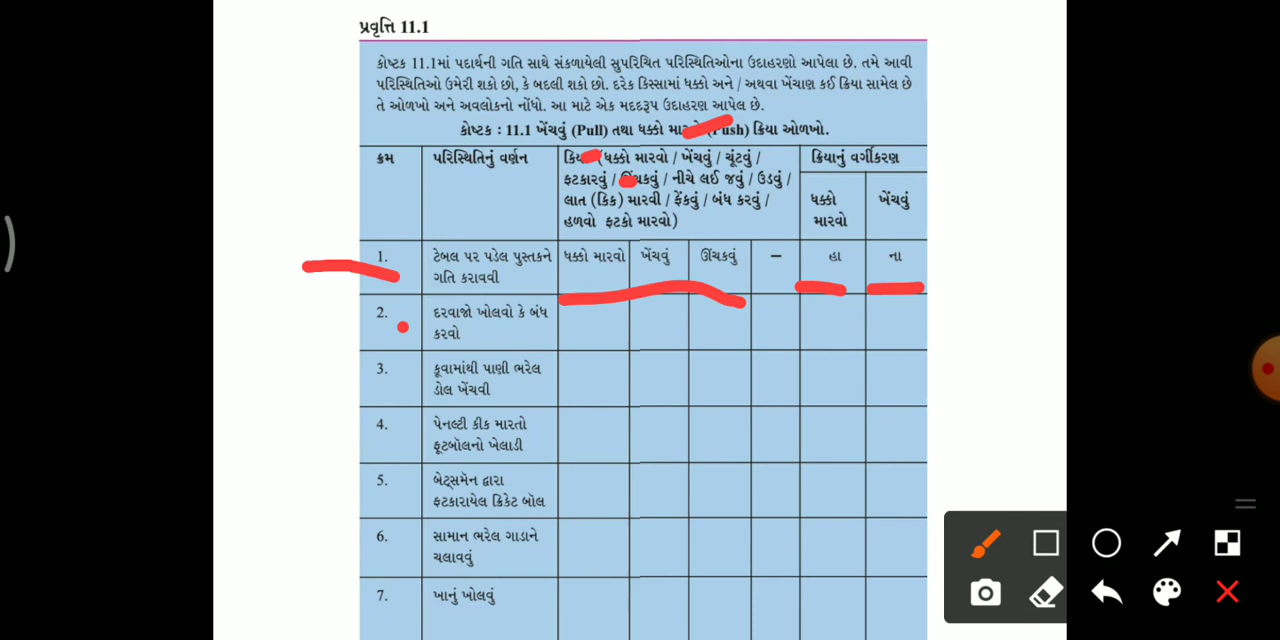 પ્રવૃત્તિ 11.1
કોષ્ટક 11.1માં પદાર્થની ગતિ સાથે સંકળાયેલી સુપરિચિત પરિસ્થિતિઓના ઉદાહરણો આપેલા છે. તમે આવી
પરિસ્થિતિઓ ઉમેરી શકો છો, કે બદલી શકો છો. દરેક કિસ્સામાં ધક્કો અને / અથવા ખેંચાણ કઈ ક્રિયા સામેલ છે
તે ઓળખો અને અવલોકનો નોંધો. આ માટે એક મદદરૂપ ઉદાહરણ આપેલ છે.
કોષ્ટક : 11.1 ખેંચવું (Pull) તથા ધક્કો મારવો (Push) ક્રિયા ઓળખો.
ક્રમ પરિસ્થિતિનું વર્ણન ક્રિયા (ધક્કો મારવો / ખેંચવું / ચૂંટવું / ક્રિયાનું વર્ગીકરણ
ફટકારવું / ઊંચકવું / નીચે લઈ જવું / ઉડવું /
લાત (કિક) મારવી / ફેંકવું / બંધ કરવું / ધક્કો ખેંચવું
હળવો ફટકો મારવો) મારવો
1. ટેબલ પર પડેલ પુસ્તકને ધક્કો મારવો ખેંચવું ઊંચકવું – હા ના
ગતિ કરાવવી
2. દરવાજો ખોલવો કે બંધ
કરવો
3. કૂવામાંથી પાણી ભરેલ
ડોલ ખેંચવી
4. પેનલ્ટી કીક મારતો
ફૂટબૉલનો ખેલાડી
5. બેટ્સમૅન દ્વારા
ફટકારાયેલ ક્રિકેટ બૉલ
6. સામાન ભરેલ ગાડાને
ચલાવવું
7. ખાનું ખોલવું